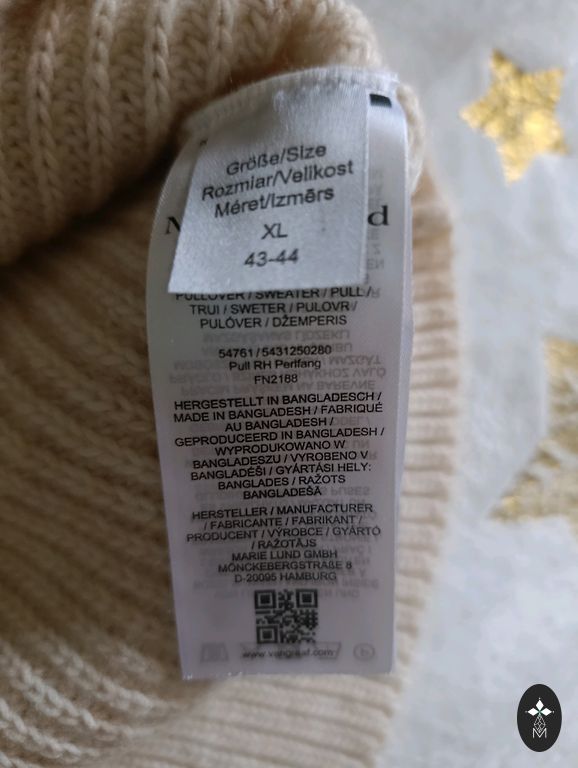 Größe/Size
Rozmiar/Velikost
Méret/Izmērs
XL
43-44
M d
PULLOVER / SWEATER / PULL /
TRUI / SWETER / PULOVR /
PULÓVER / DŽEMPERIS
54761 / 5431250280
Pull RH Perlfang
FN2188
HERGESTELLT IN BANGLADESCH /
MADE IN BANGLADESH / FABRIQUÉ
AU BANGLADESH /
GEPRODUCEERD IN BANGLADESH /
WYPRODUKOWANO W
BANGLADESZU / VYROBENO V
BANGLADÉŠI / GYÁRTÁSI HELY:
BANGLADES / RAŽOTS
BANGLADEŠĀ
HERSTELLER / MANUFACTURER
/ FABRICANTE / FABRIKANT /
PRODUCENT / VÝROBCE / GYÁRTÓ
/ RAŽOTĀJS
MARIE LUND GMBH
MÖNCKEBERGSTRAßE 8
D-20095 HAMBURG
www.vangraaf.com
M